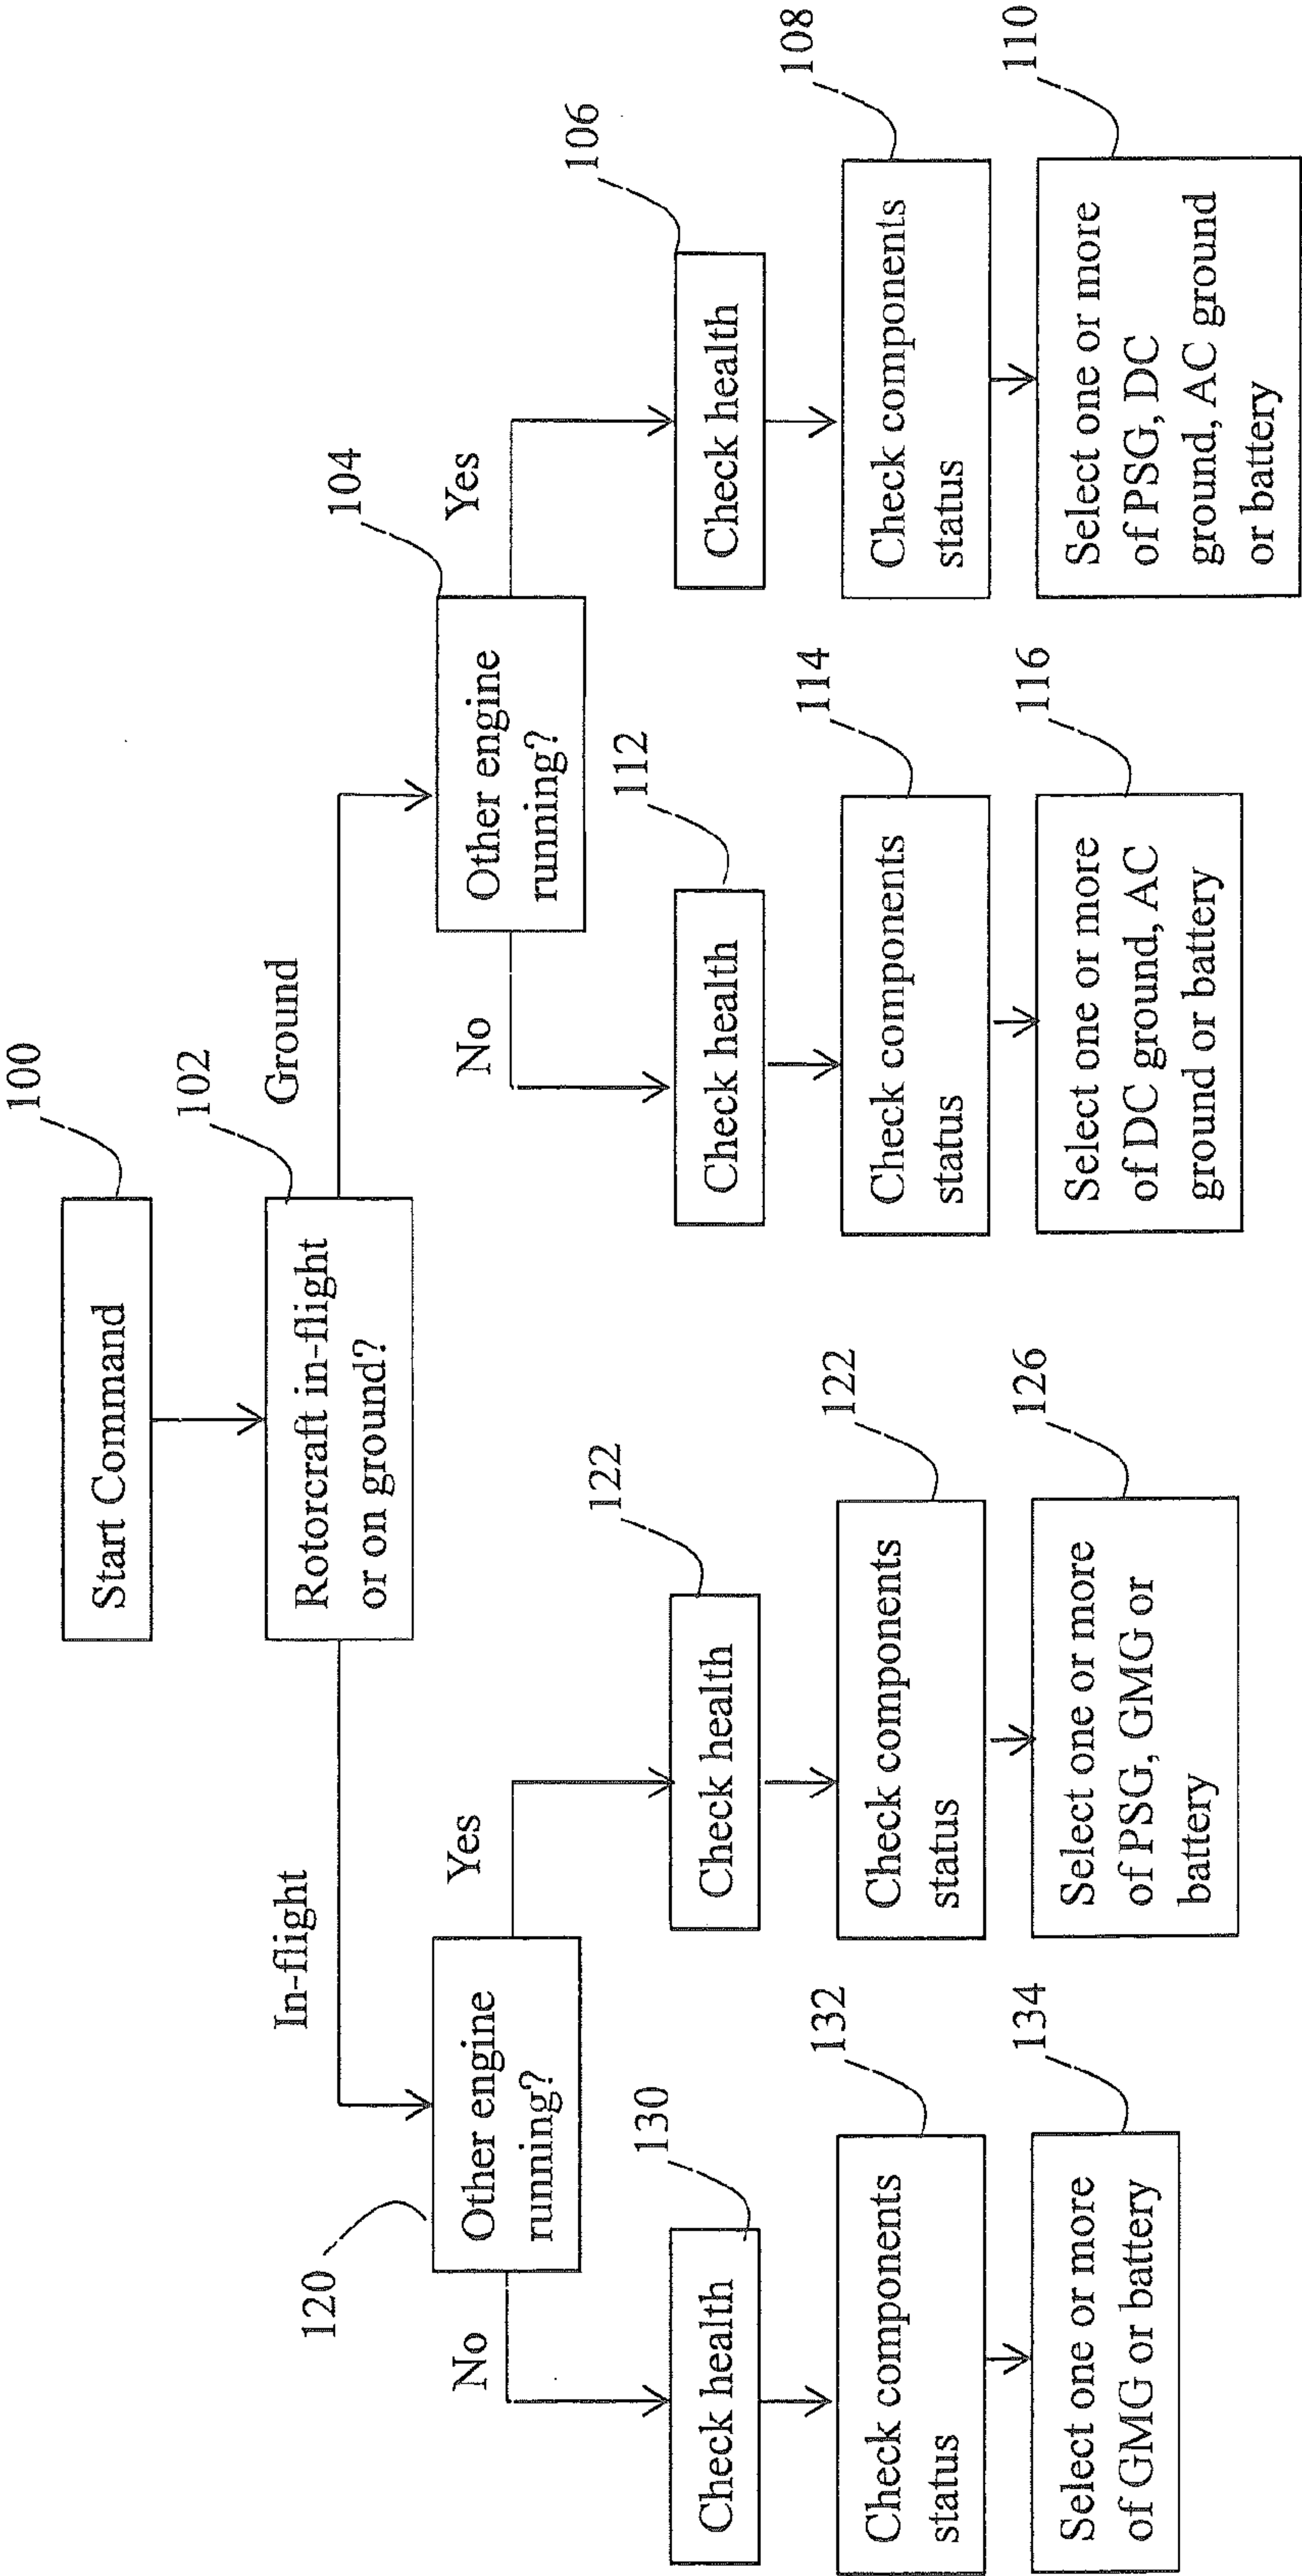 100
Start Command
102
Rotorcraft in-flight
or on ground?
In-flight
Ground
120
Other engine
running?
104
Other engine
running?
No
Yes
No
Yes
130
Check health
122
Check health
112
Check health
106
Check health
132
Check components
status
122
Check components
status
114
Check components
status
108
Check components
status
134
Select one or more
of GMG or battery
126
Select one or more
of PSG, GMG or
battery
116
Select one or more
of DC ground, AC
ground or battery
110
Select one or more
of PSG, DC
ground, AC ground
or battery